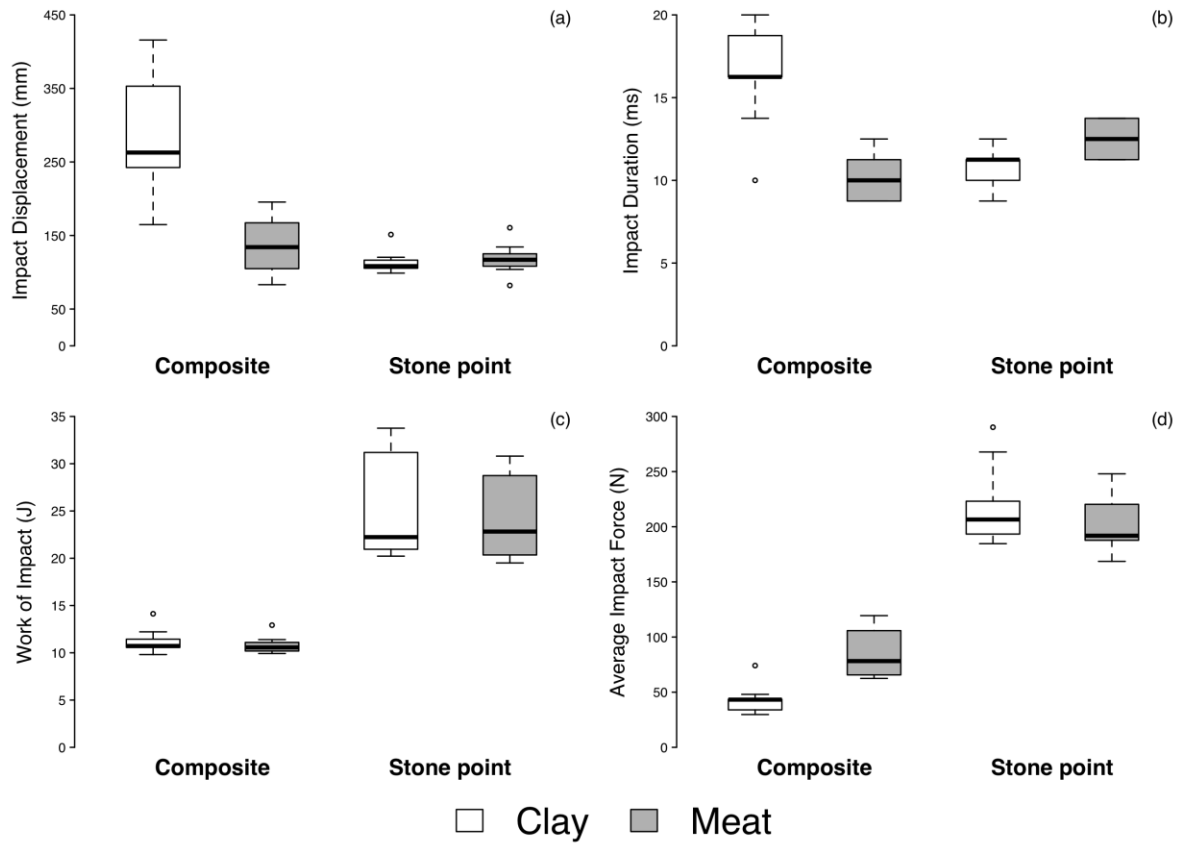 (a)
Impact Displacement (mm)
450
350
250
150
50
0
Composite
Stone point
(b)
Impact Duration (ms)
20
15
10
5
0
Composite
Stone point
(c)
Work of Impact (J)
35
30
25
20
15
10
5
0
Composite
Stone point
(d)
Average Impact Force (N)
300
250
200
150
100
50
0
Composite
Stone point
Clay
Meat